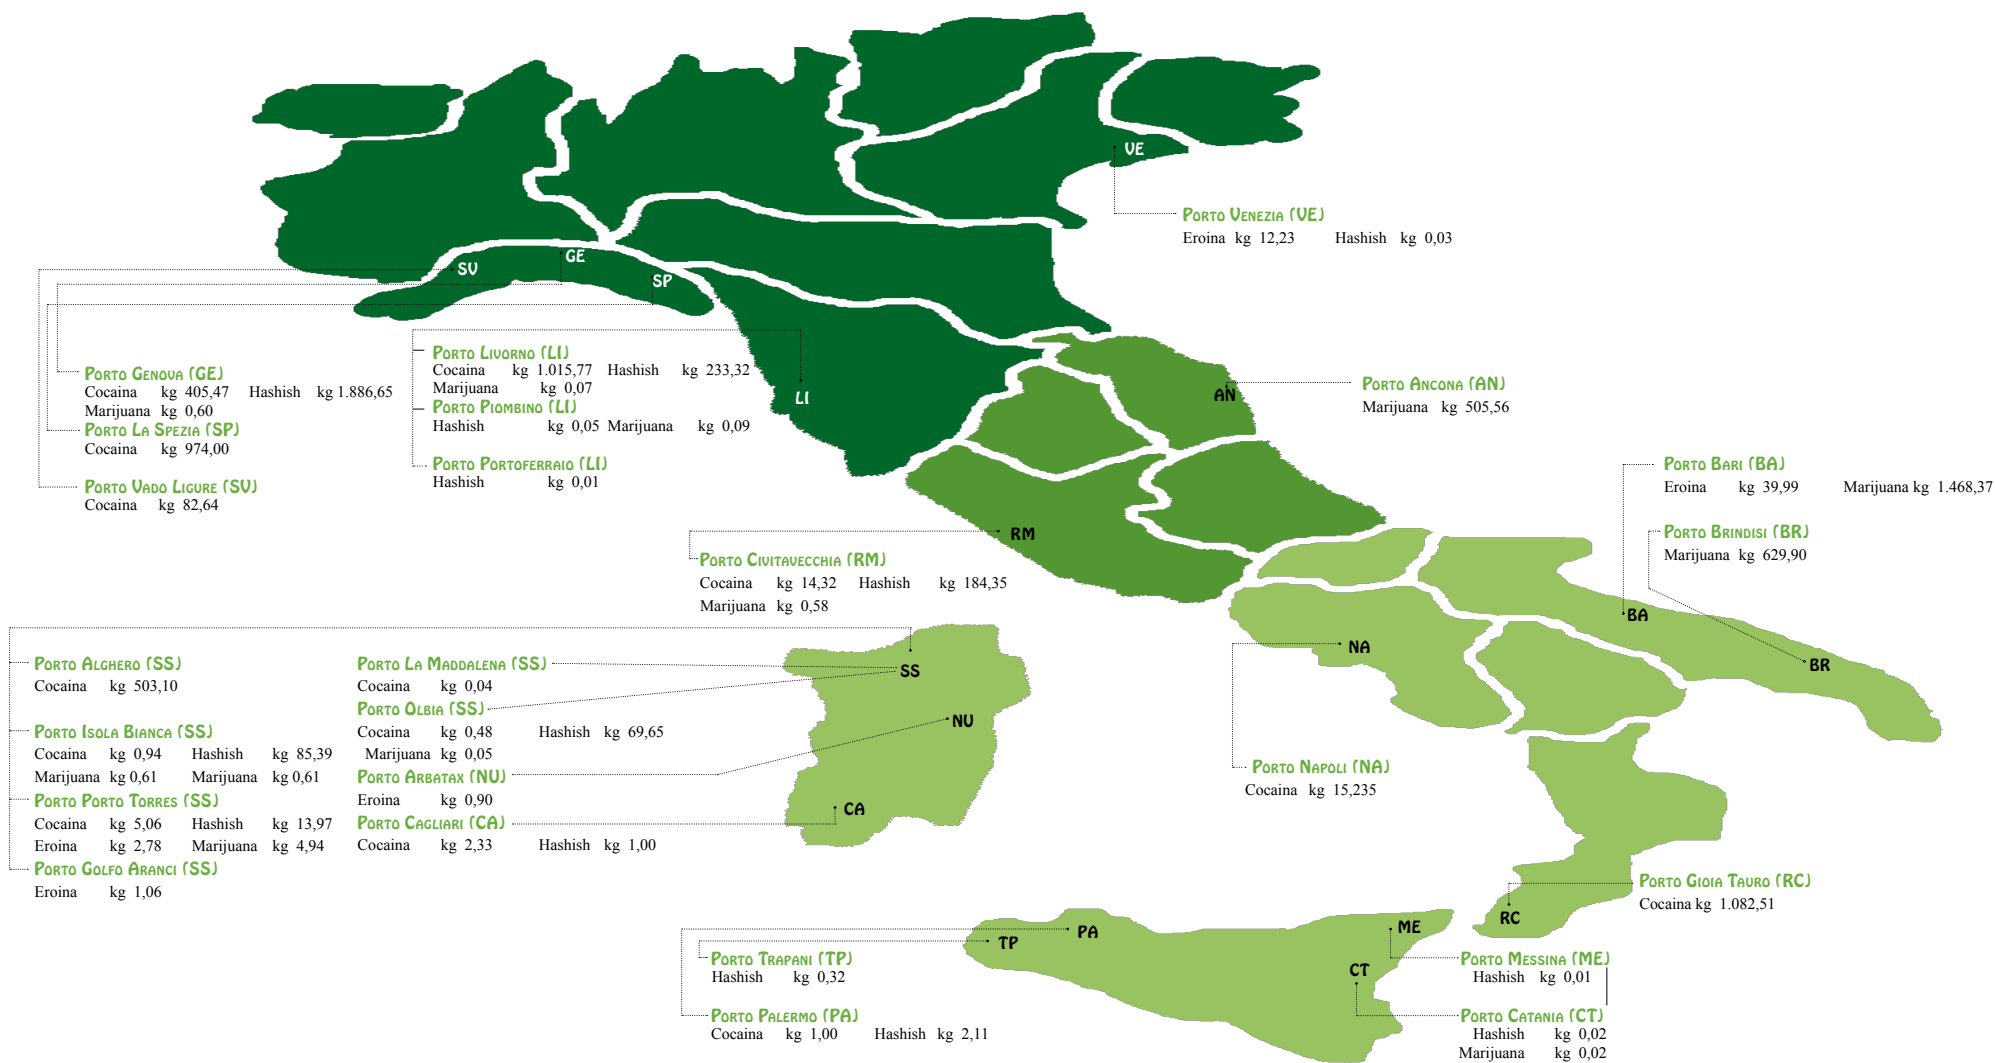 VE
PORTO VENEZIA (VE)
Eroina kg 12,23 Hashish kg 0,03
SV
GE
SP
PORTO GENOVA (GE)
Cocaina kg 405,47 Hashish kg 1.886,65
Marijuana kg 0,60
PORTO LA SPEZIA (SP)
Cocaina kg 974,00
PORTO VADO LIGURE (SV)
Cocaina kg 82,64
PORTO LIVORNO (LI)
Cocaina kg 1.015,77 Hashish kg 233,32
Marijuana kg 0,07
PORTO PIOMBINO (LI)
Hashish kg 0,05 Marijuana kg 0,09
PORTO PORTOFERRAIO (LI)
Hashish kg 0,01
LI
AN
PORTO ANCONA (AN)
Marijuana kg 505,56
PORTO BARI (BA)
Eroina kg 39,99 Marijuana kg 1.468,37
PORTO BRINDISI (BR)
Marijuana kg 629,90
RM
PORTO CIVITAVECCHIA (RM)
Cocaina kg 14,32 Hashish kg 184,35
Marijuana kg 0,58
BA
BR
NA
PORTO NAPOLI (NA)
Cocaina kg 15,235
PORTO ALGHERO (SS)
Cocaina kg 503,10
PORTO ISOLA BIANCA (SS)
Cocaina kg 0,94 Hashish kg 85,39
Marijuana kg 0,61 Marijuana kg 0,61
PORTO PORTO TORRES (SS)
Cocaina kg 5,06 Hashish kg 13,97
Eroina kg 2,78 Marijuana kg 4,94
PORTO GOLFO ARANCI (SS)
Eroina kg 1,06
PORTO LA MADDALENA (SS)
Cocaina kg 0,04
PORTO OLBIA (SS)
Cocaina kg 0,48 Hashish kg 69,65
Marijuana kg 0,05
PORTO ARBATAX (NU)
Eroina kg 0,90
PORTO CAGLIARI (CA)
Cocaina kg 2,33 Hashish kg 1,00
SS
NU
CA
PORTO GIOIA TAURO (RC)
Cocaina kg 1.082,51
RC
TP
PA
ME
CT
PORTO TRAPANI (TP)
Hashish kg 0,32
PORTO PALERMO (PA)
Cocaina kg 1,00 Hashish kg 2,11
PORTO MESSINA (ME)
Hashish kg 0,01
PORTO CATANIA (CT)
Hashish kg 0,02
Marijuana kg 0,02